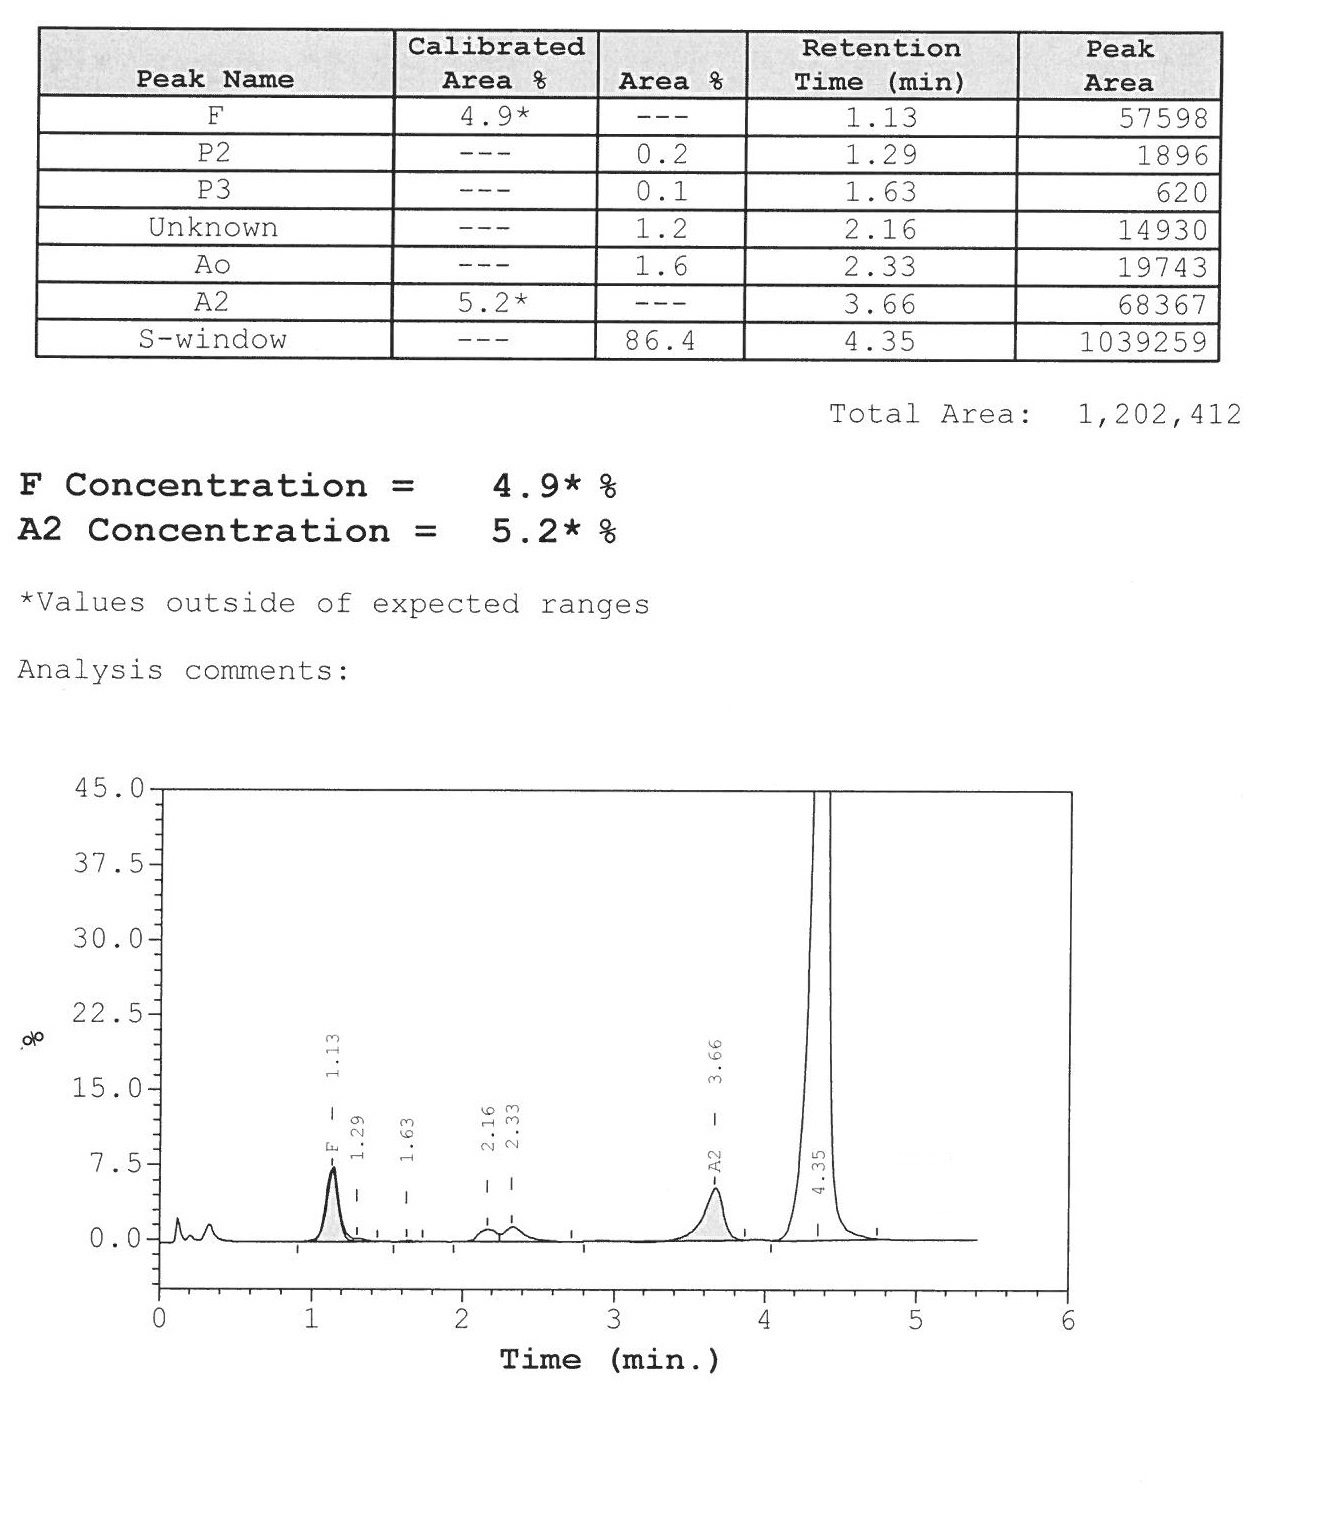 Peak Name Calibrated Area % Area % Retention Time (min) Peak Area
F 4.9* --- 1.13 57598
P2 --- 0.2 1.29 1896
P3 --- 0.1 1.63 620
Unknown --- 1.2 2.16 14930
Ao --- 1.6 2.33 19743
A2 5.2* --- 3.66 68367
S-window --- 86.4 4.35 1039259
Total Area: 1,202,412
F Concentration = 4.9* %
A2 Concentration = 5.2* %
*Values outside of expected ranges
Analysis comments:
45.0
37.5
30.0
22.5
15.0
7.5
0.0
%
F - 1.13
1.29
1.63
2.16
2.33
A2 - 3.66
4.35
0 1 2 3 4 5 6
Time (min.)